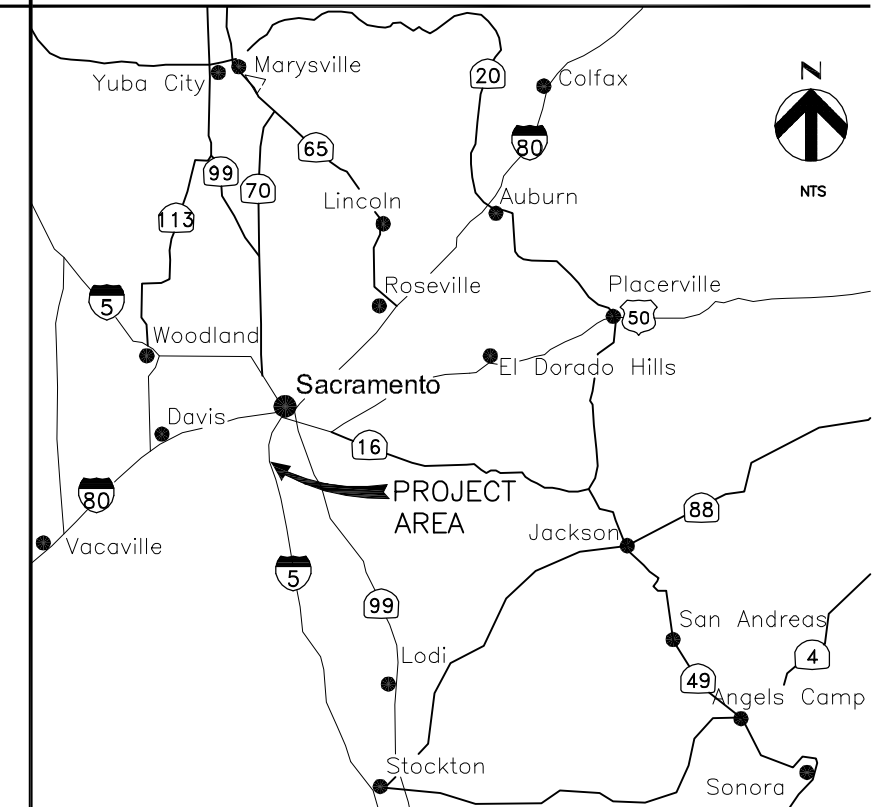 Yuba City
Marysville
20
Colfax
N
80
NTS
65
99
70
Lincoln
Auburn
113
Roseville
Placerville
5
50
Woodland
El Dorado Hills
Sacramento
Davis
16
80
PROJECT
AREA
88
Jackson
Vacaville
5
99
San Andreas
4
Lodi
49
Angels Camp
Stockton
Sonora